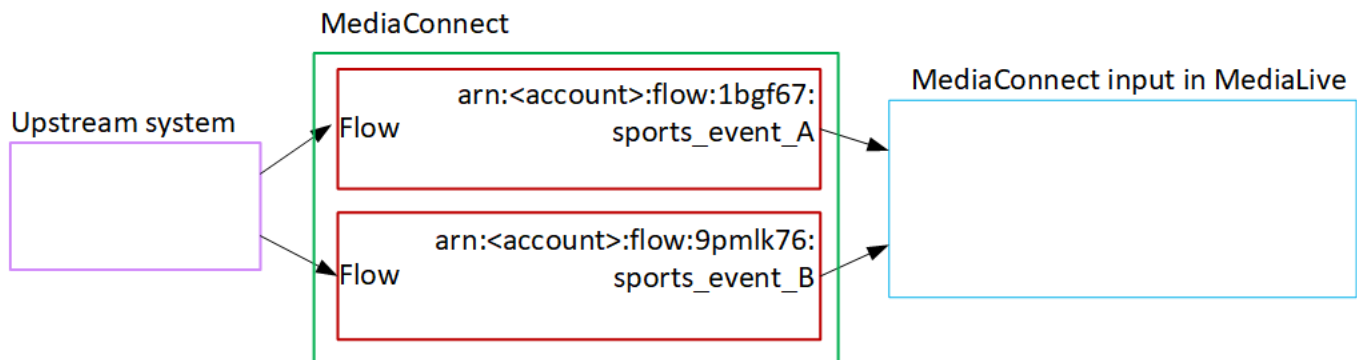 MediaConnect
MediaConnect input in MediaLive
Upstream system
arn:<account>:flow:1bgf67:
Flow
sports_event_A
arn:<account>:flow:9pmlk76:
Flow
sports_event_B